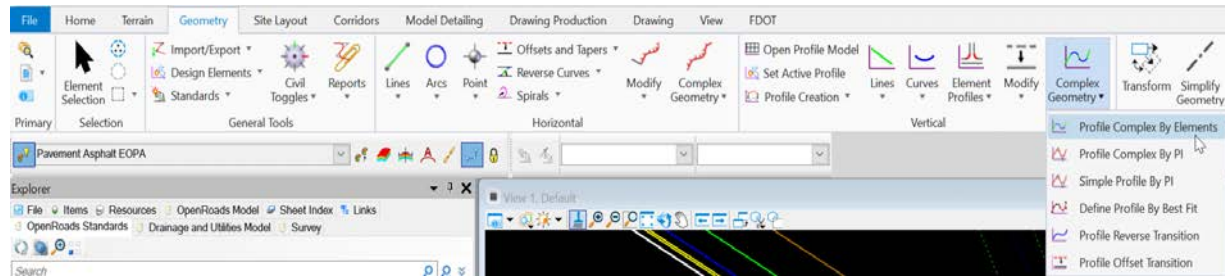 File Home Terrain Geometry Site Layout Corridors Model Detailing Drawing Production Drawing View FDOT
Import/Export Offsets and Tapers Open Profile Model
Design Elements Reverse Curves Set Active Profile
Standards Spirals Profile Creation
Element Selection
Civil Toggles
Reports
Lines Arcs Point
Modify
Complex Geometry
Lines Curves
Element Profiles
Modify
Complex Geometry
Transform
Simplify Geometry
Primary Selection General Tools Horizontal Vertical
Profile Complex By Elements
Profile Complex By PI
Simple Profile By PI
Define Profile By Best Fit
Profile Reverse Transition
Profile Offset Transition
Pavement Asphalt EOPA
Explorer
File Items Resources OpenRoads Model Sheet Index Links
OpenRoads Standards Drainage and Utilities Model Survey
Search
View 1, Default